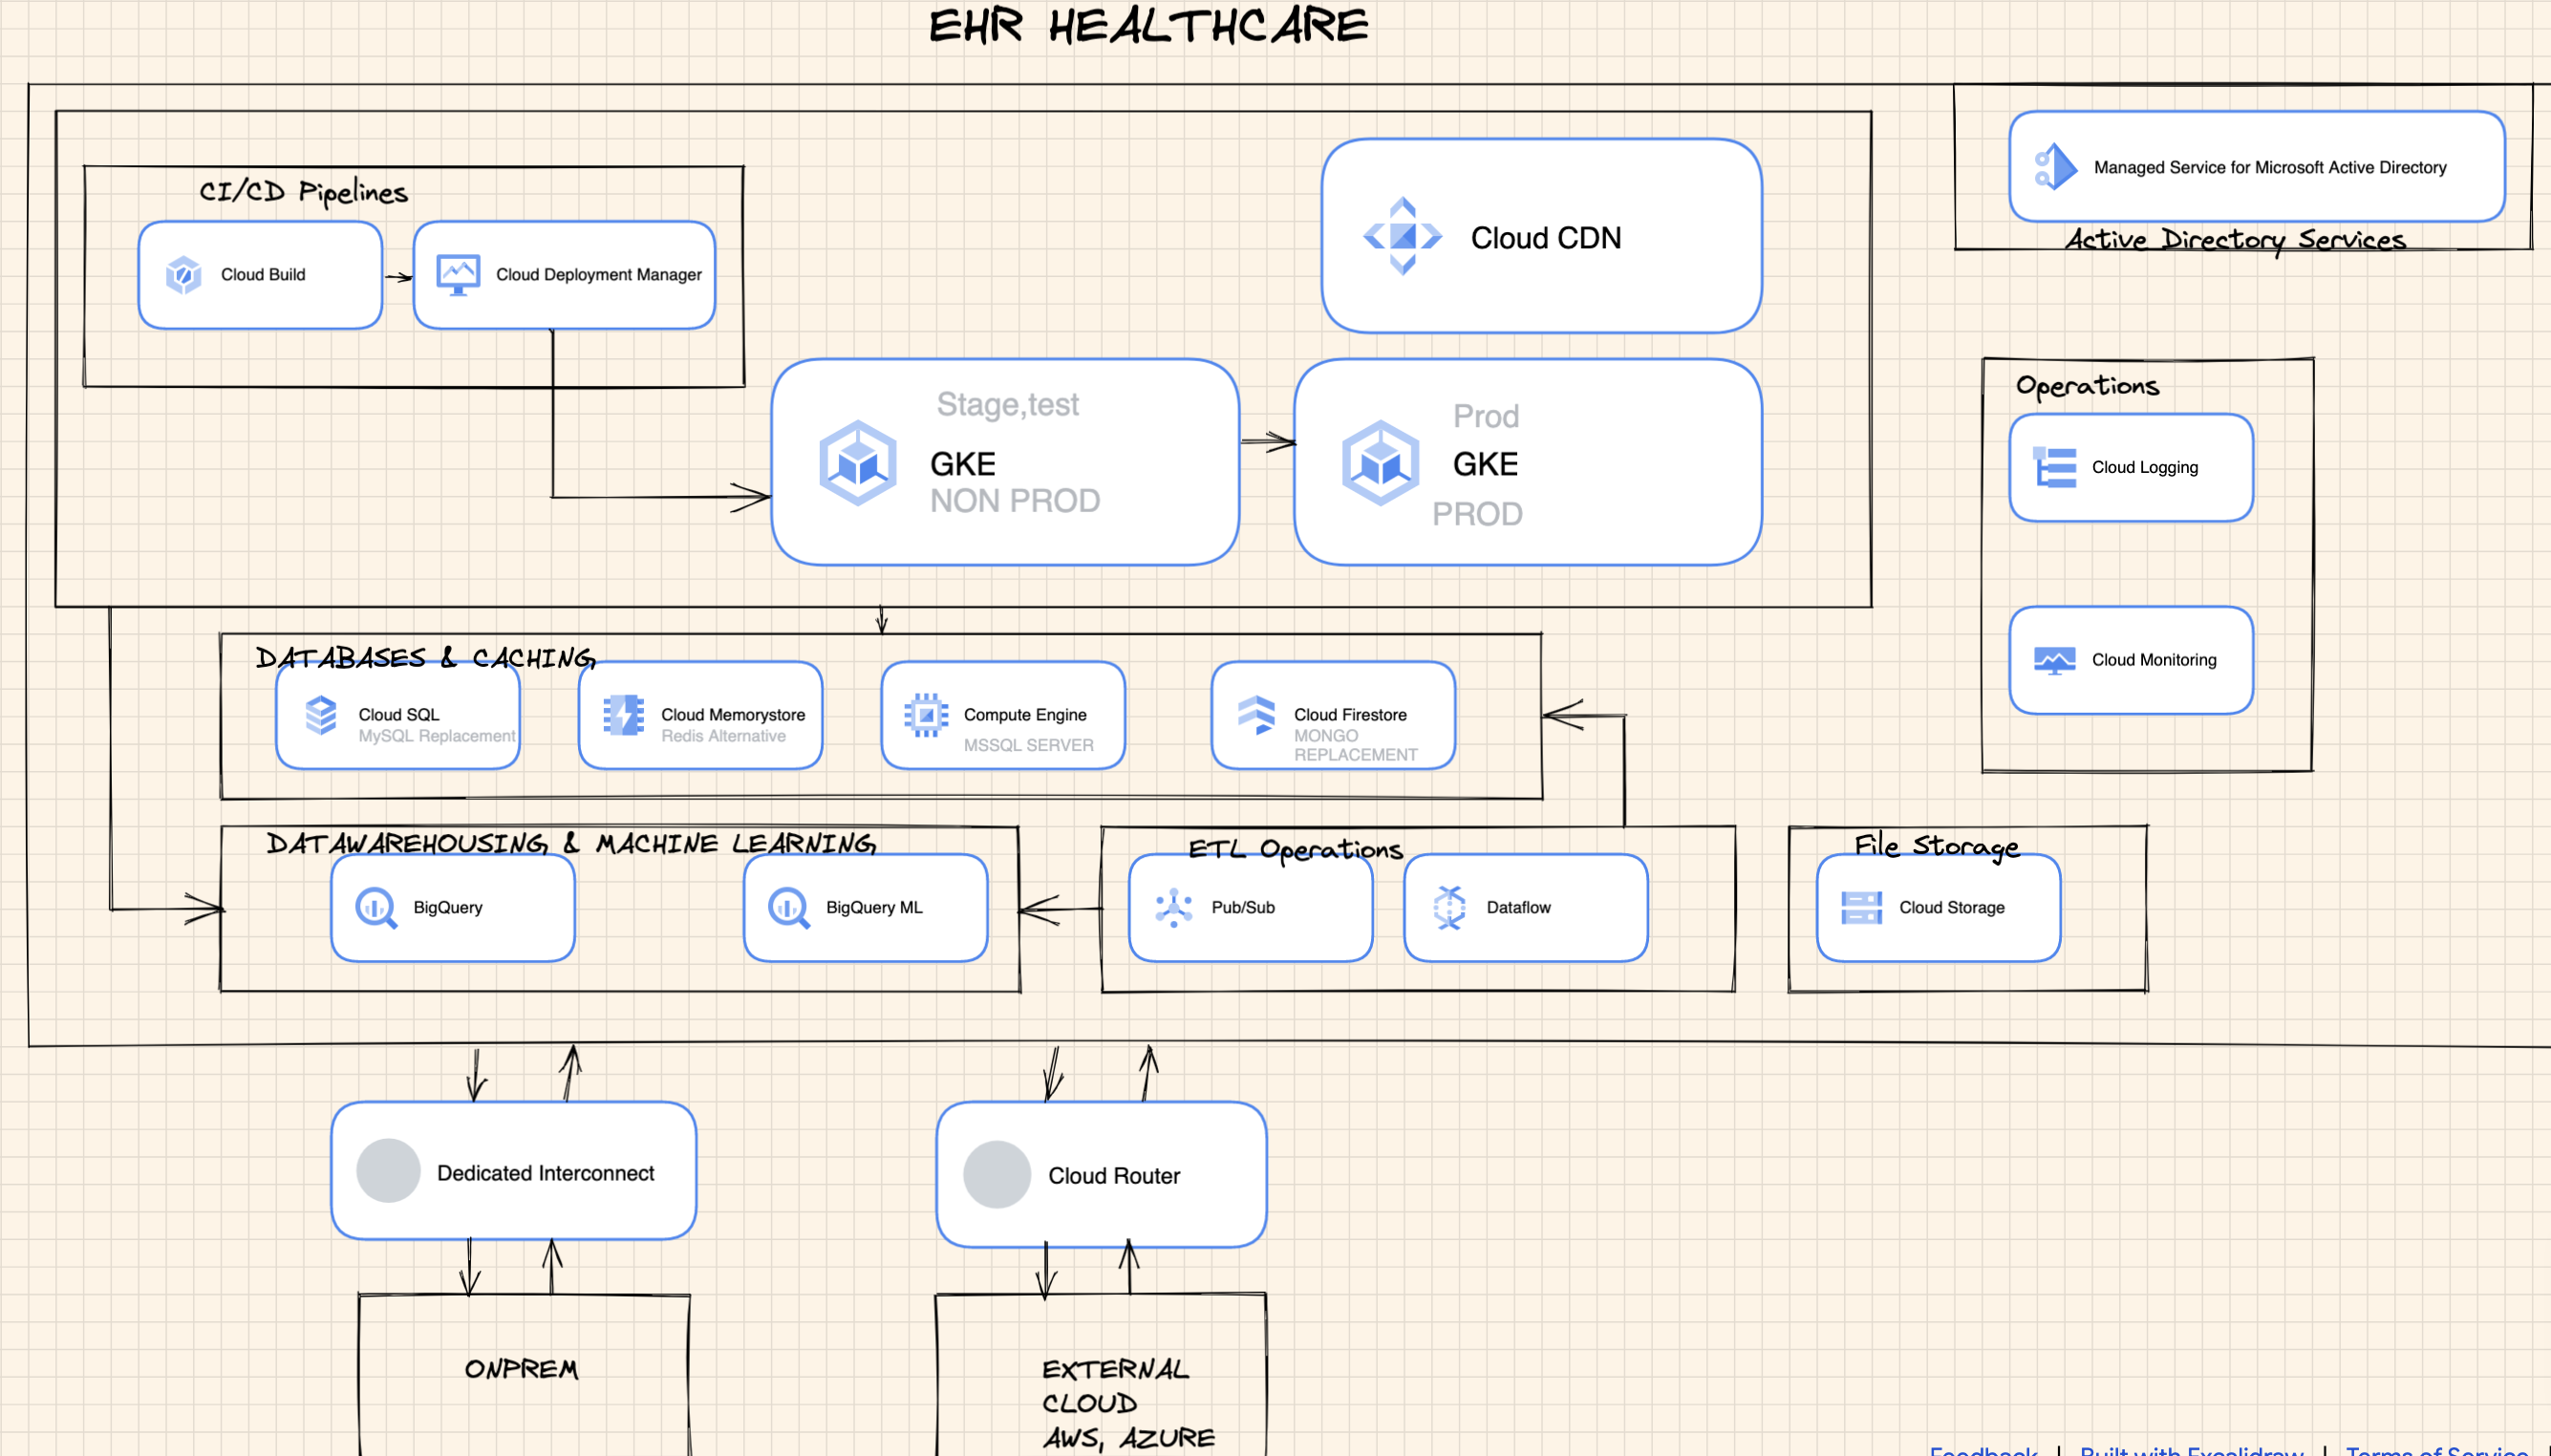 EHR HEALTHCARE
CI/CD Pipelines
Cloud Build
Cloud Deployment Manager
Cloud CDN
Managed Service for Microsoft Active Directory
Active Directory Services
Stage,test
GKE
NON PROD
Prod
GKE
PROD
Operations
Cloud Logging
Cloud Monitoring
DATABASES & CACHING
Cloud SQL
MySQL Replacement
Cloud Memorystore
Redis Alternative
Compute Engine
MSSQL SERVER
Cloud Firestore
MONGO
REPLACEMENT
DATAWAREHOUSING & MACHINE LEARNING
BigQuery
BigQuery ML
ETL Operations
Pub/Sub
Dataflow
File Storage
Cloud Storage
Dedicated Interconnect
Cloud Router
ONPREM
EXTERNAL
CLOUD
AWS, AZURE
Feedback | Built with Excalidraw | Terms of Service |